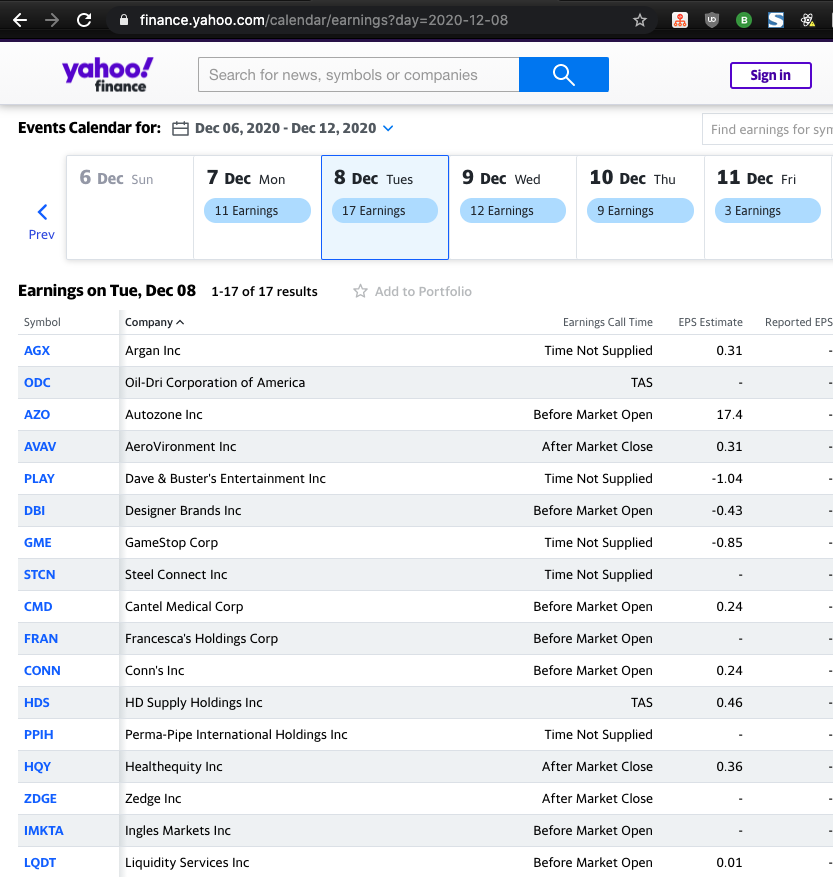 finance.yahoo.com/calendar/earnings?day=2020-12-08
UD B S
yahoo!
finance
Search for news, symbols or companies
Sign in
Events Calendar for: Dec 06, 2020 - Dec 12, 2020
Find earnings for sym
6 Dec Sun 7 Dec Mon 8 Dec Tues 9 Dec Wed 10 Dec Thu 11 Dec Fri
11 Earnings 17 Earnings 12 Earnings 9 Earnings 3 Earnings
Prev
Earnings on Tue, Dec 08 1-17 of 17 results Add to Portfolio
Symbol Company Earnings Call Time EPS Estimate Reported EPS
AGX Argan Inc Time Not Supplied 0.31 -
ODC Oil-Dri Corporation of America TAS - -
AZO Autozone Inc Before Market Open 17.4 -
AVAV AeroVironment Inc After Market Close 0.31 -
PLAY Dave & Buster's Entertainment Inc Time Not Supplied -1.04 -
DBI Designer Brands Inc Before Market Open -0.43 -
GME GameStop Corp Time Not Supplied -0.85 -
STCN Steel Connect Inc Time Not Supplied - -
CMD Cantel Medical Corp Before Market Open 0.24 -
FRAN Francesca's Holdings Corp Before Market Open - -
CONN Conn's Inc Before Market Open 0.24 -
HDS HD Supply Holdings Inc TAS 0.46 -
PPIH Perma-Pipe International Holdings Inc Time Not Supplied - -
HQY Healthequity Inc After Market Close 0.36 -
ZDGE Zedge Inc After Market Close - -
IMKTA Ingles Markets Inc Before Market Open - -
LQDT Liquidity Services Inc Before Market Open 0.01 -